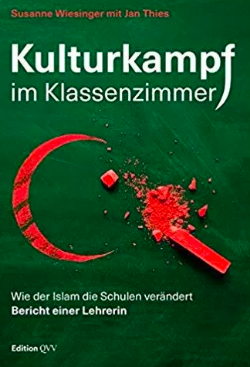 Susanne Wiesinger mit Jan Thies
Kulturkampf
im Klassenzimmer
Wie der Islam die Schulen verändert
Bericht einer Lehrerin
Edition QVV